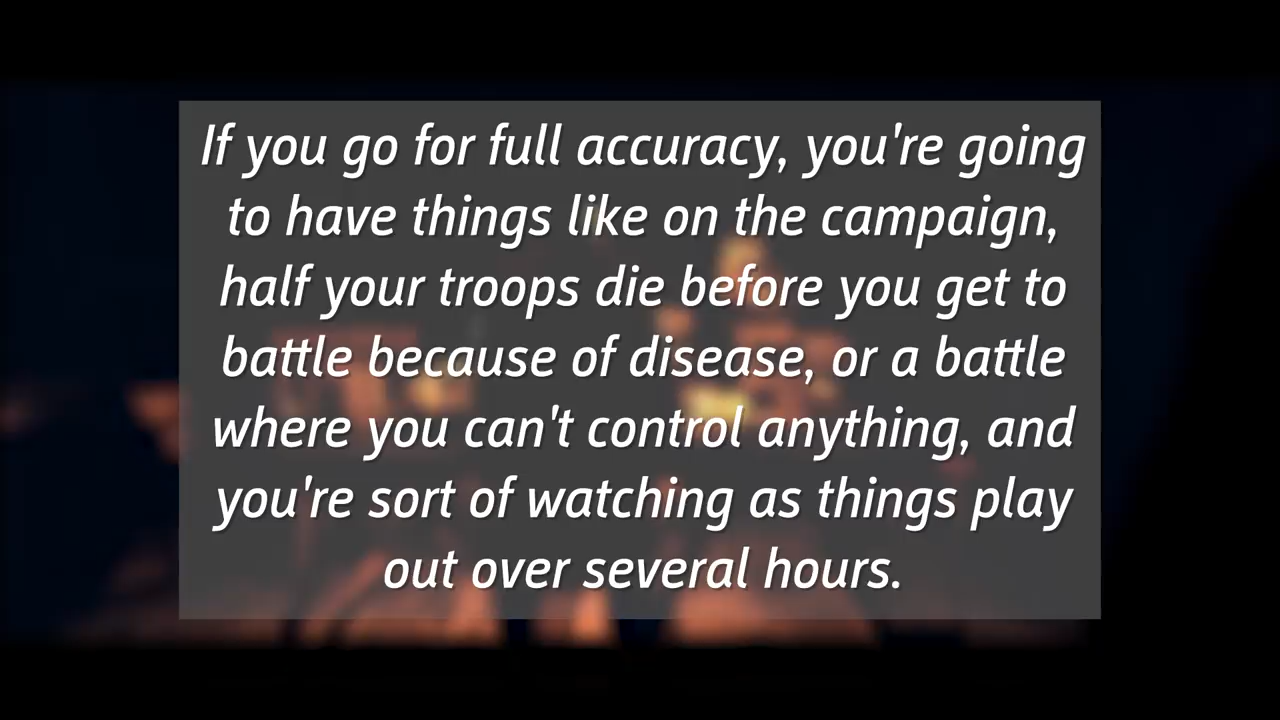 If you go for full accuracy, you're going
to have things like on the campaign,
half your troops die before you get to
battle because of disease, or a battle
where you can't control anything, and
you're sort of watching as things play
out over several hours.